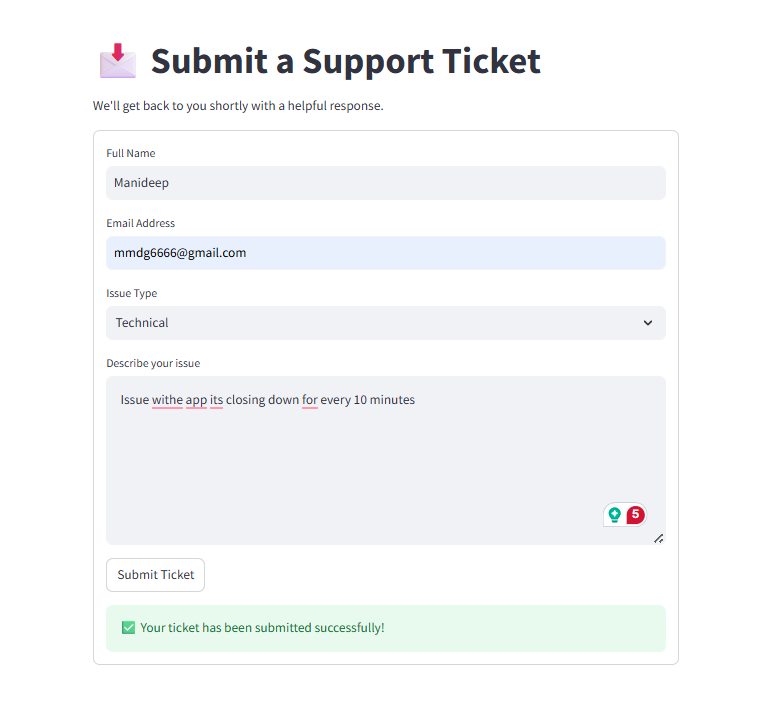 Submit a Support Ticket
We'll get back to you shortly with a helpful response.
Full Name
Manideep
Email Address
mmdg6666@gmail.com
Issue Type
Technical
Describe your issue
Issue withe app its closing down for every 10 minutes
5
Submit Ticket
Your ticket has been submitted successfully!